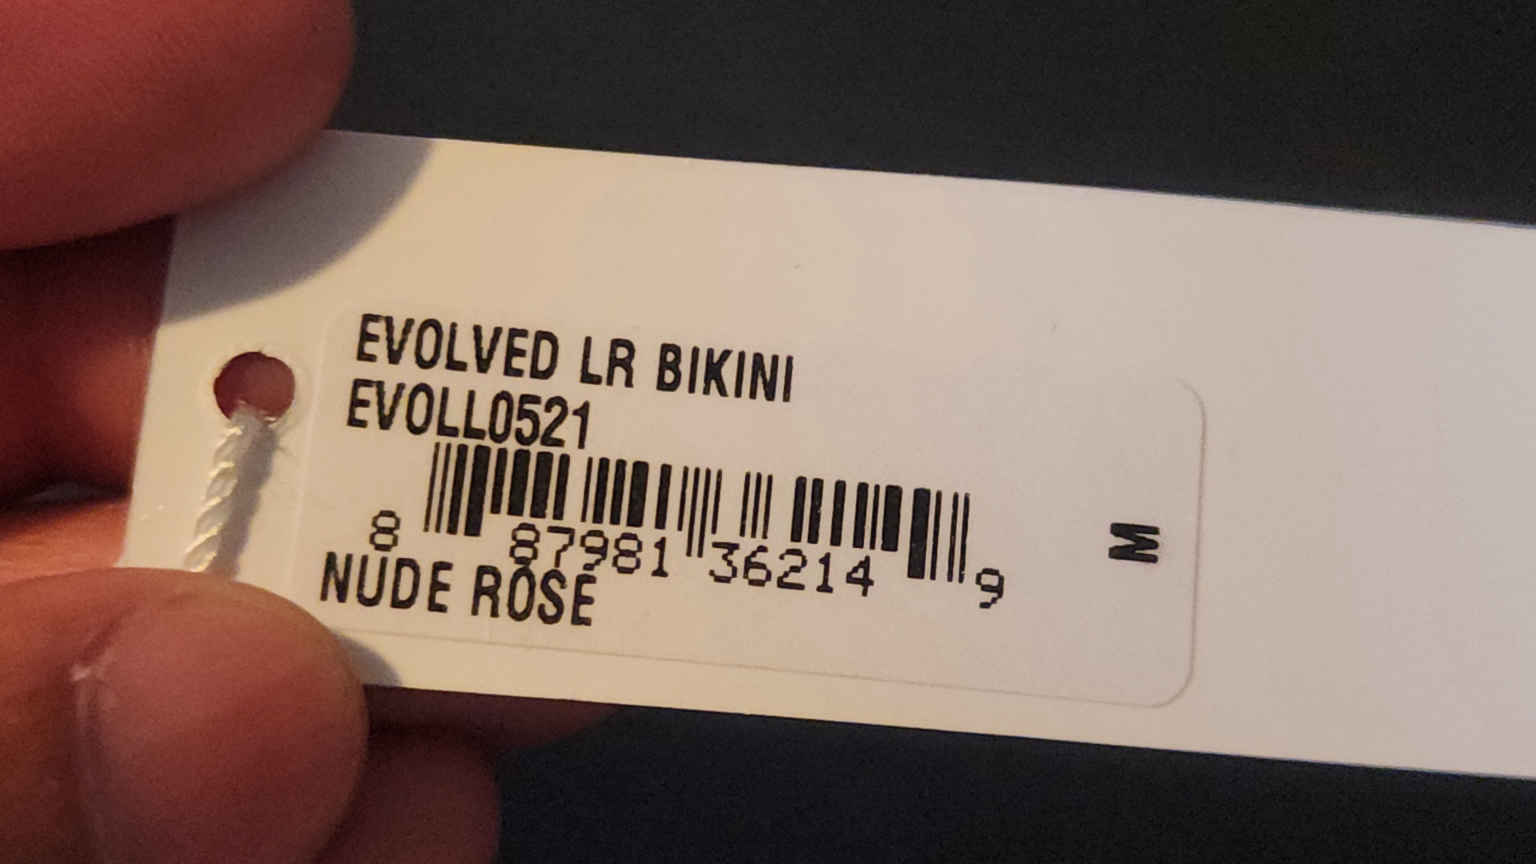 EVOLVED LR BIKINI
EVOLL0521
8 87981 36214 9
NUDE ROSE
M